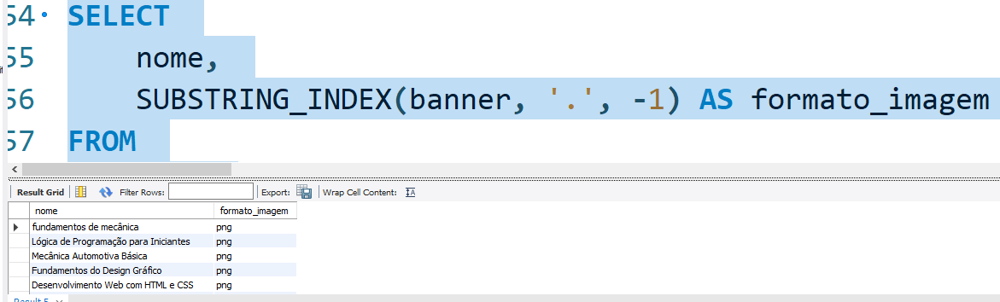 54 SELECT
55 nome,
56 SUBSTRING_INDEX(banner, '.', -1) AS formato_imagem
57 FROM
Result Grid Filter Rows: Export: Wrap Cell Content:
nome formato_imagem
fundamentos de mecânica png
Lógica de Programação para Iniciantes png
Mecânica Automotiva Básica png
Fundamentos do Design Gráfico png
Desenvolvimento Web com HTML e CSS png
Result 5